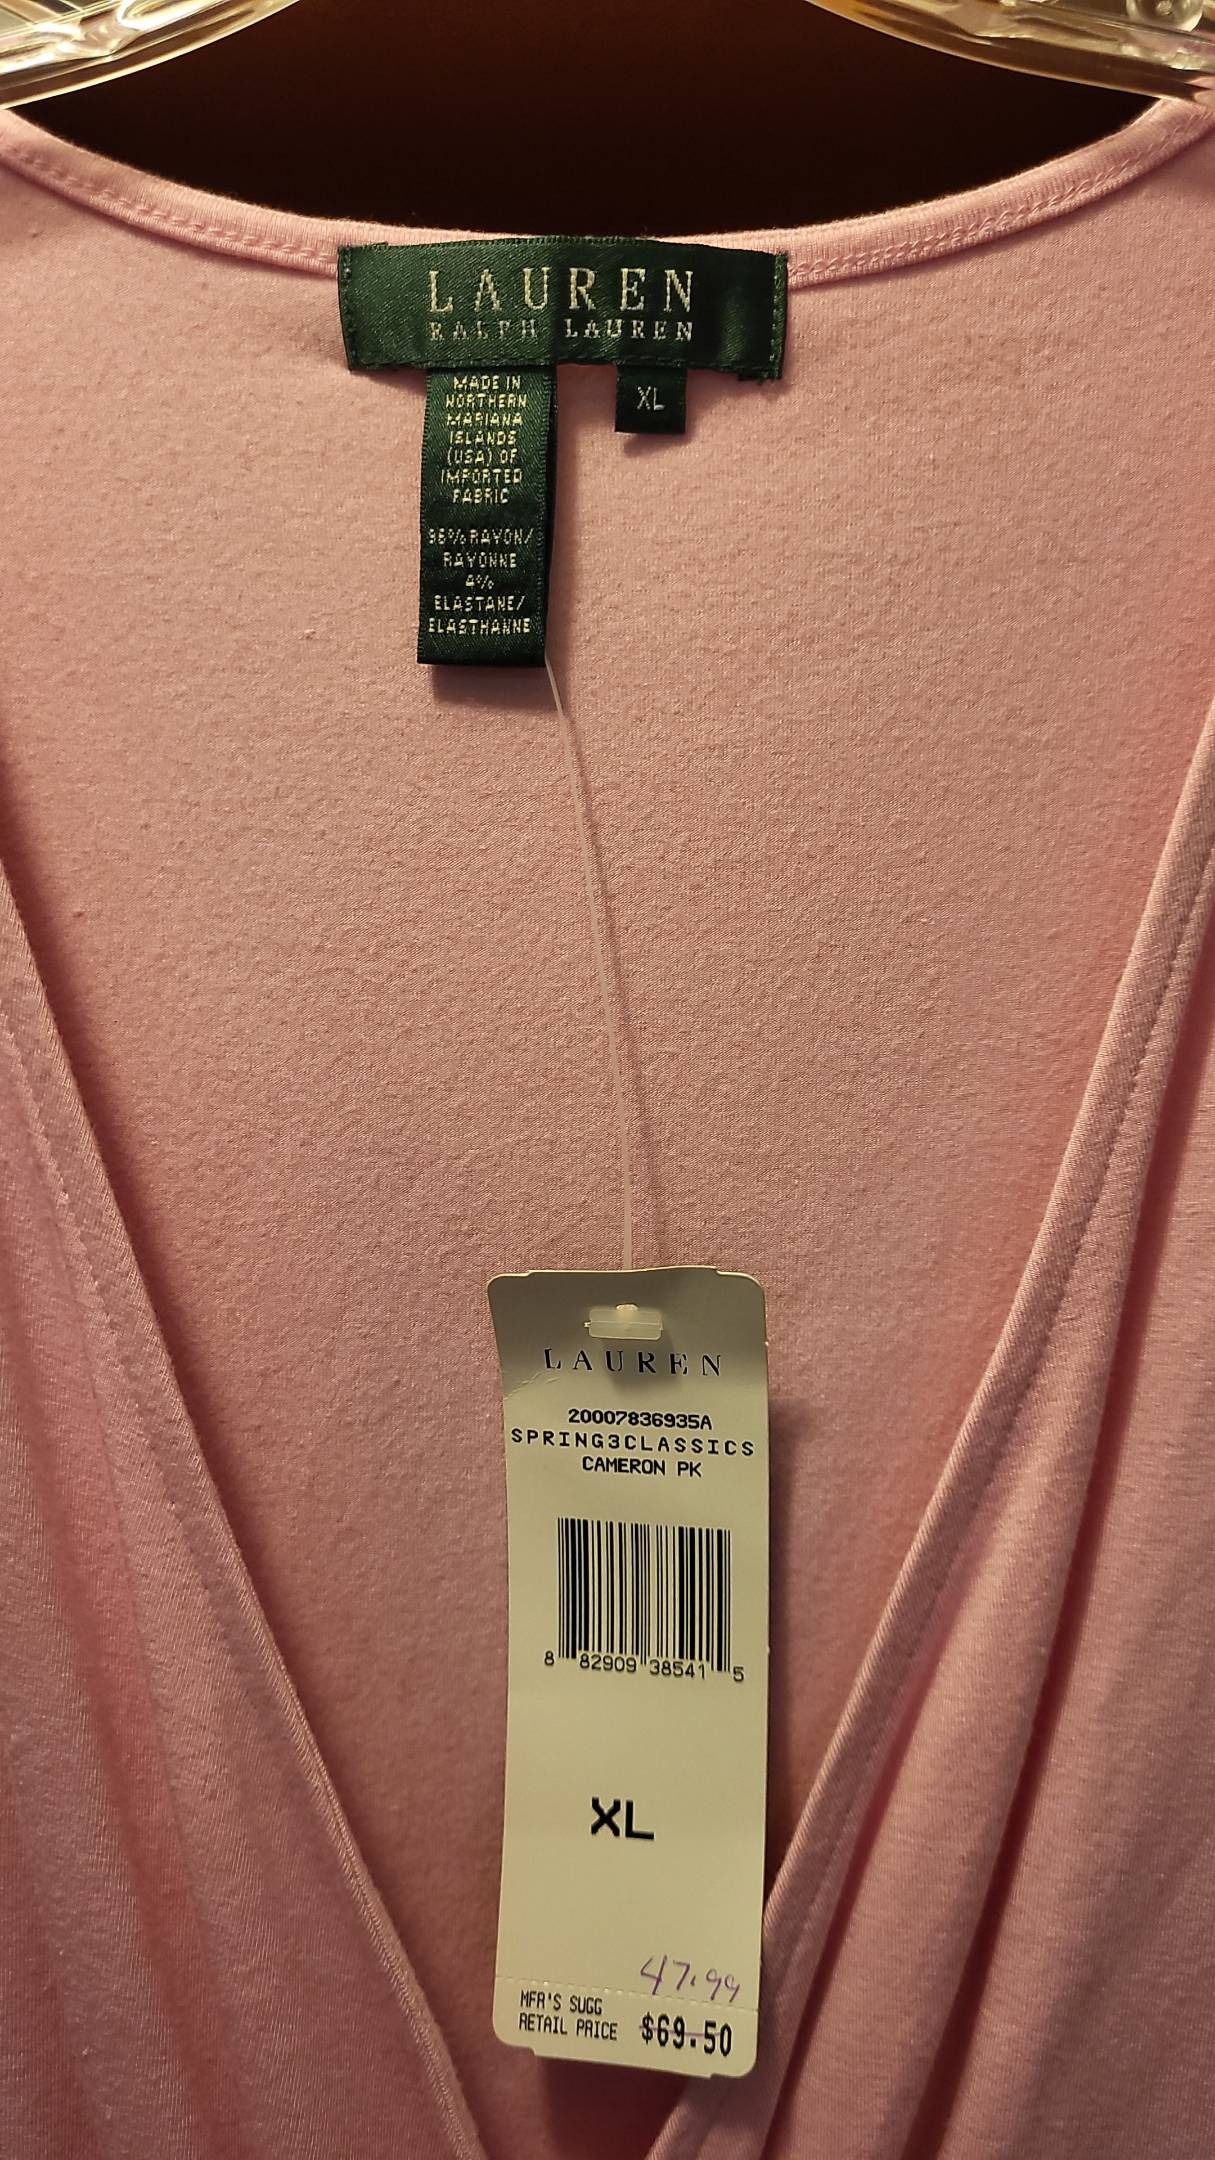 LAUREN
RALPH LAUREN
XL
MADE IN
NORTHERN
MARIANA
ISLANDS
(USA) OF
IMPORTED
FABRIC
96% RAYON/
RAYONNE
4%
ELASTANE/
ELASTHANNE
LAUREN
20007836935A
SPRING3CLASSICS
CAMERON PK
8 82909 38541 5
XL
47.99
MFR'S SUGG
RETAIL PRICE $69.50